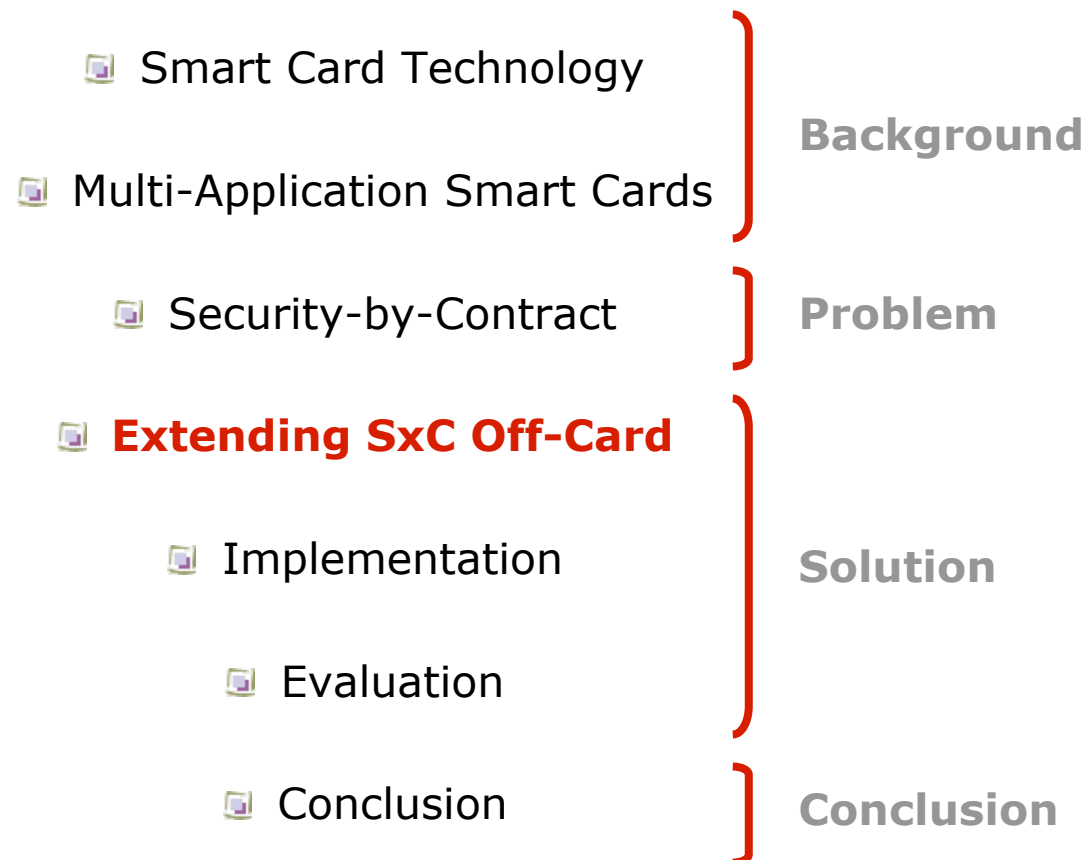 Smart Card Technology
Background
Multi-Application Smart Cards
Security-by-Contract
Problem
Extending SxC Off-Card
Implementation
Solution
Evaluation
Conclusion
Conclusion